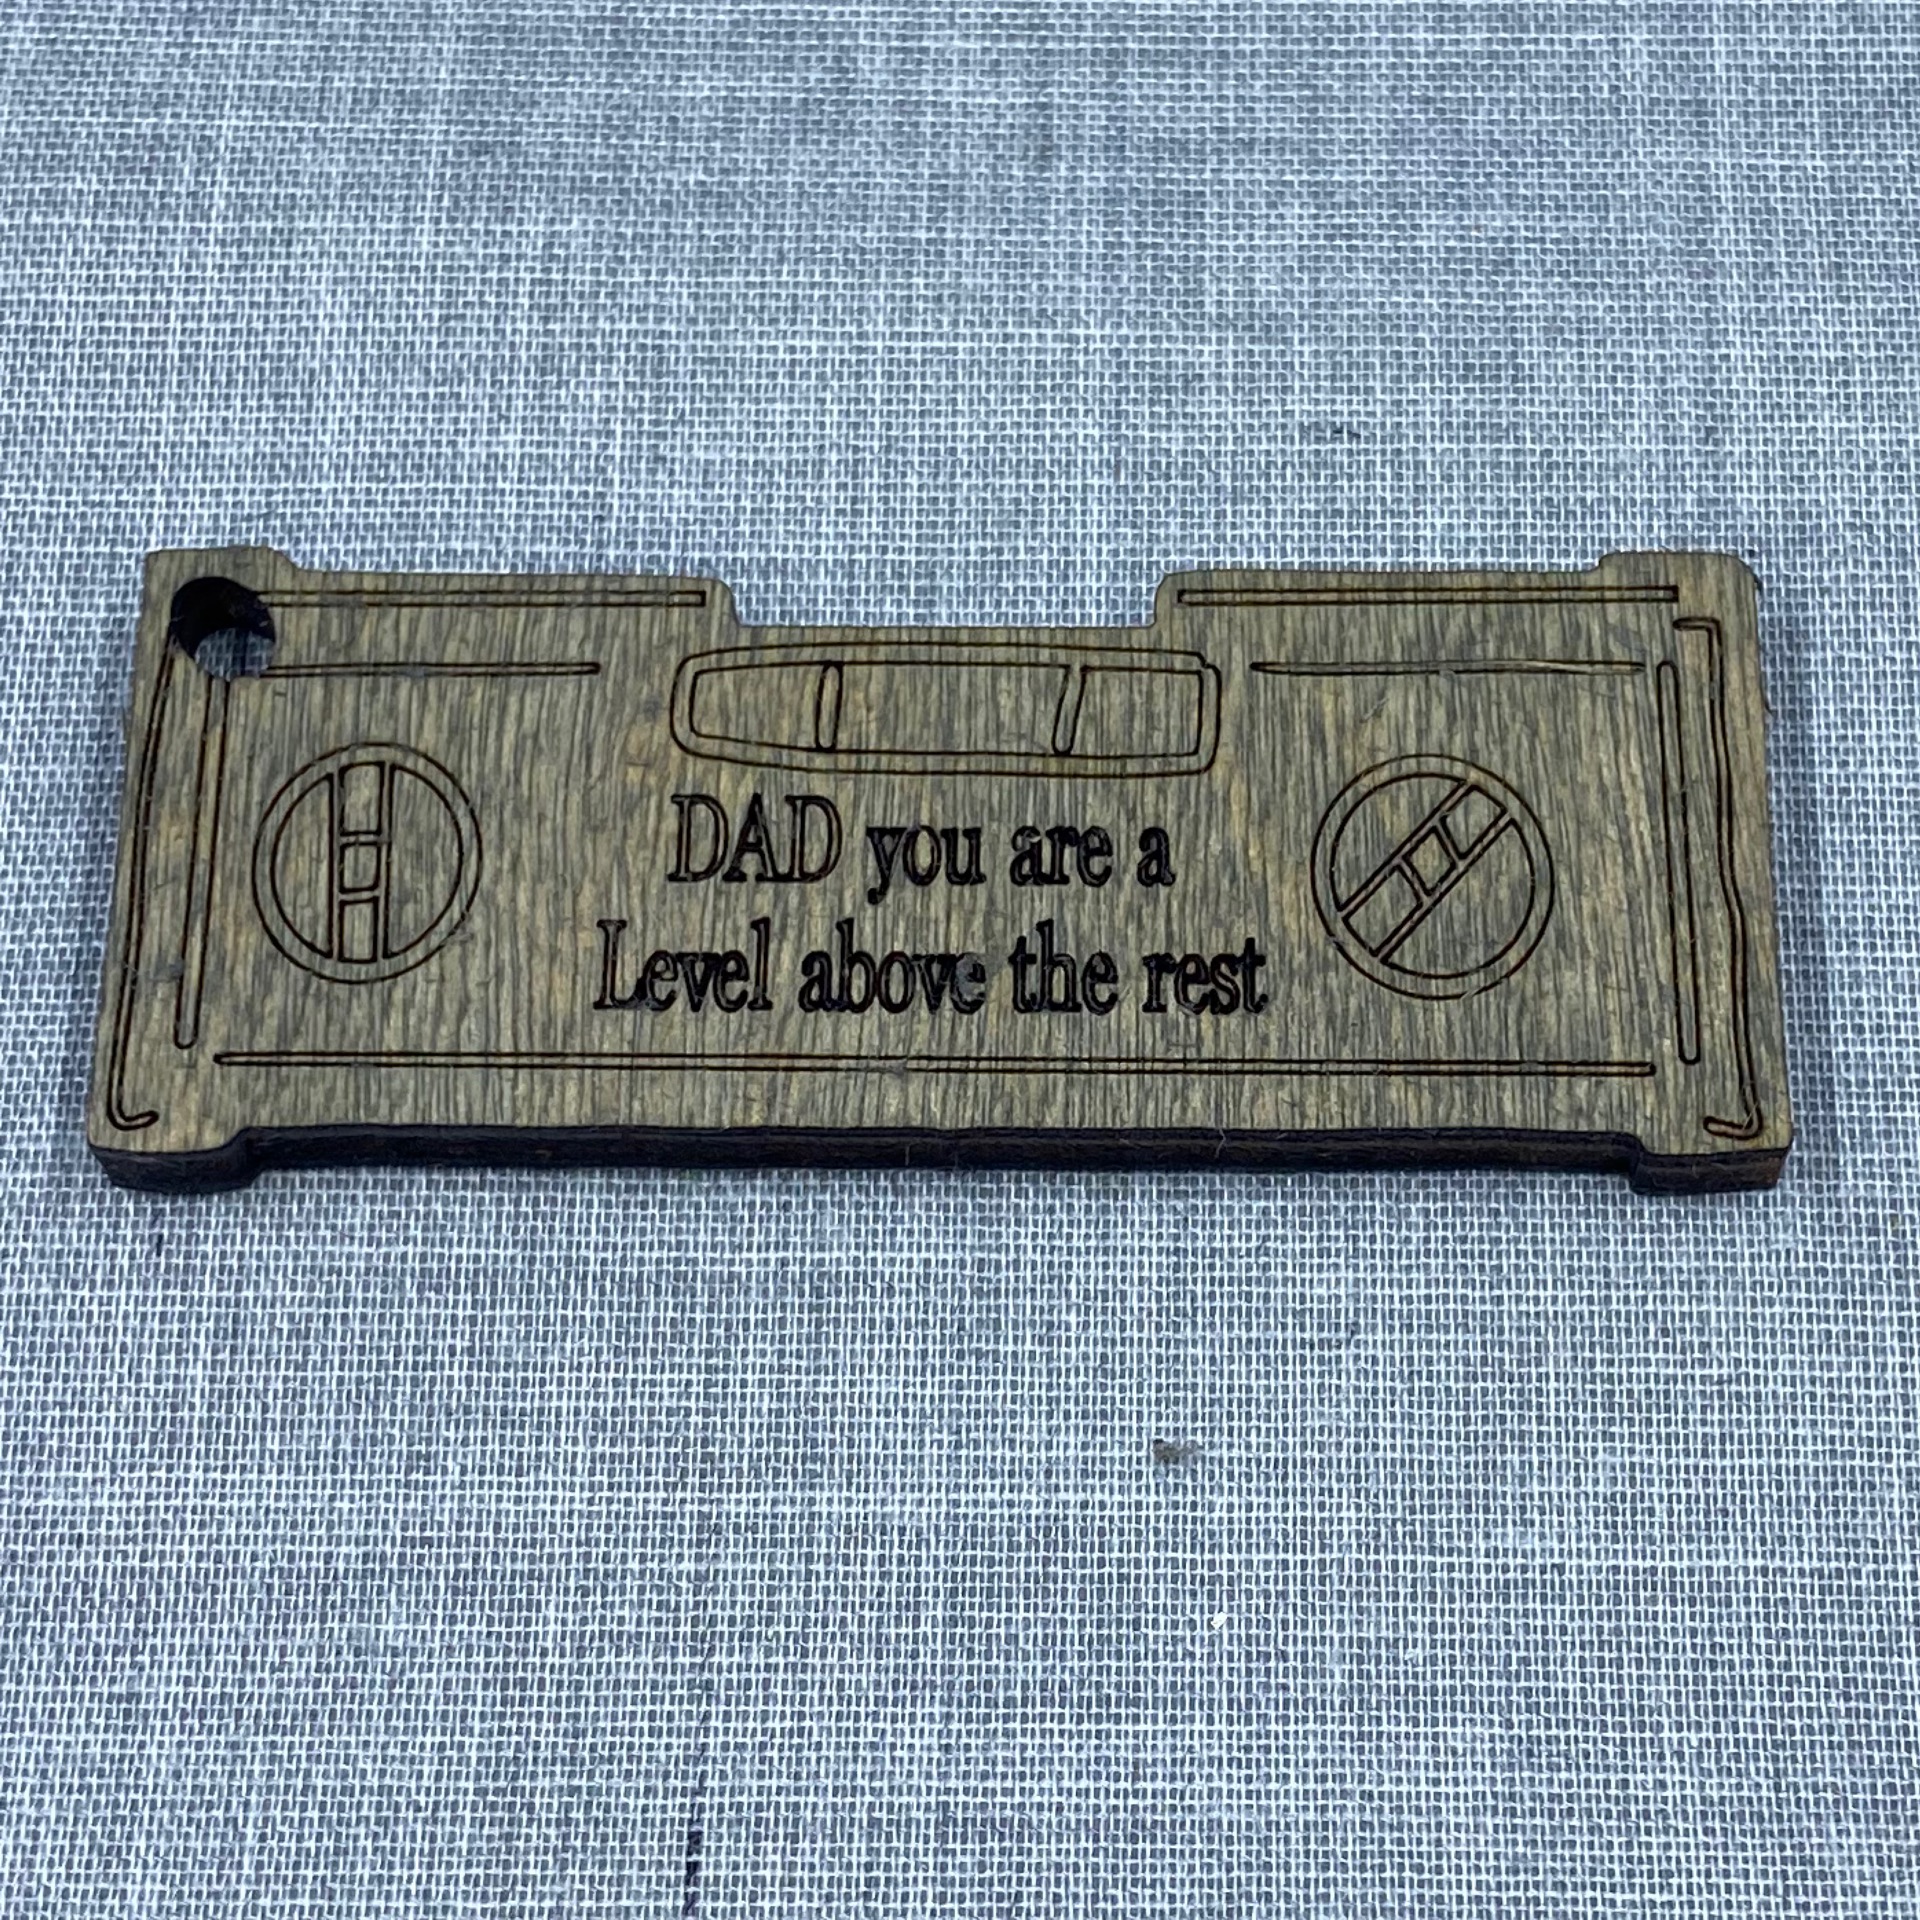 DAD you are a
Level above the rest